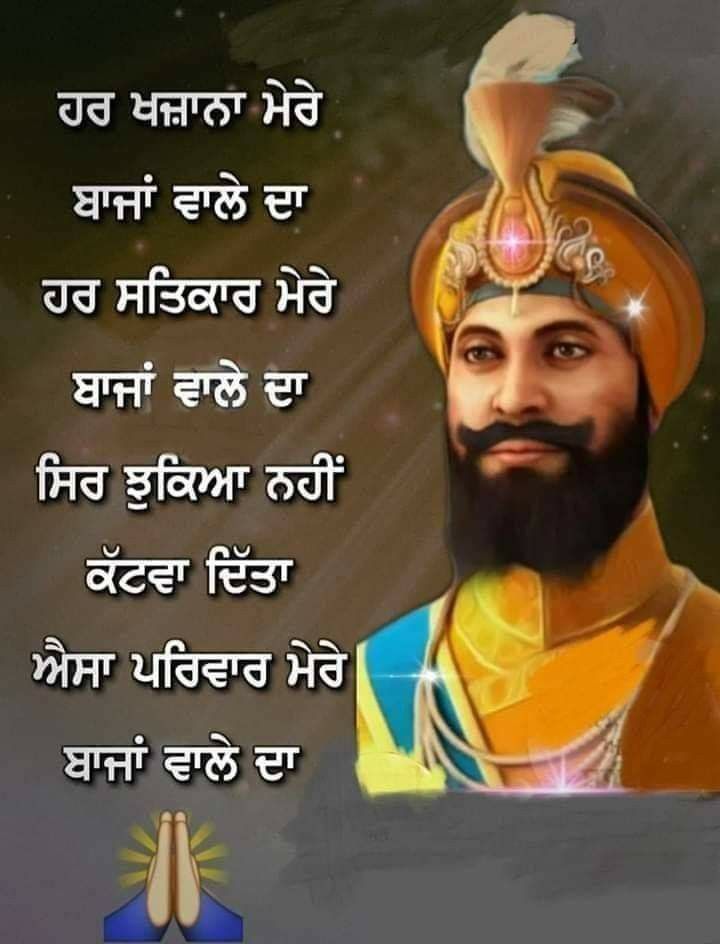 ਹਰ ਖਜ਼ਾਨਾ ਮੇਰੇ
ਬਾਜਾਂ ਵਾਲੇ ਦਾ
ਹਰ ਸਤਿਕਾਰ ਮੇਰੇ
ਬਾਜਾਂ ਵਾਲੇ ਦਾ
ਸਿਰ ਝੁਕਿਆ ਨਹੀਂ
ਕੱਟਵਾ ਦਿੱਤਾ
ਐਸਾ ਪਰਿਵਾਰ ਮੇਰੇ
ਬਾਜਾਂ ਵਾਲੇ ਦਾ